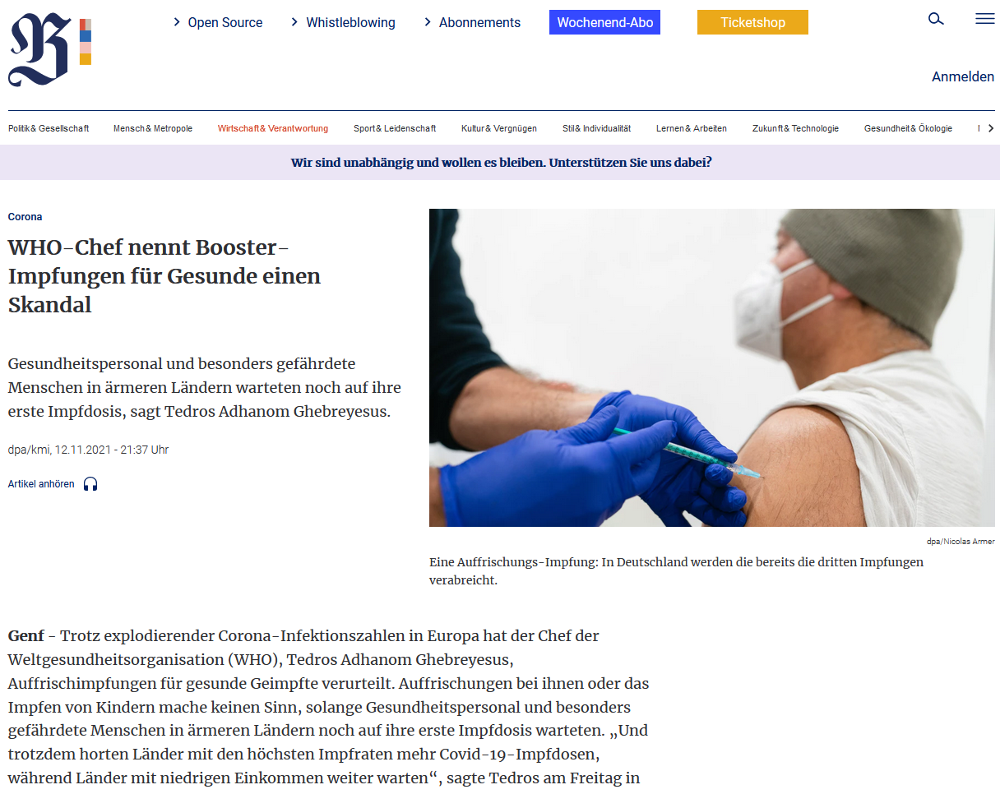 Open Source
Whistleblowing
Abonnements
Wochenend-Abo
Ticketshop
B
Anmelden
Politik & Gesellschaft
Mensch & Metropole
Wirtschaft & Verantwortung
Sport & Leidenschaft
Kultur & Vergnügen
Stil & Individualität
Lernen & Arbeiten
Zukunft & Technologie
Gesundheit & Ökologie
Wir sind unabhängig und wollen es bleiben. Unterstützen Sie uns dabei?
Corona
WHO-Chef nennt Booster-
Impfungen für Gesunde einen
Skandal
Gesundheitspersonal und besonders gefährdete
Menschen in ärmeren Ländern warteten noch auf ihre
erste Impfdosis, sagt Tedros Adhanom Ghebreyesus.
dpa/kmi, 12.11.2021 - 21:37 Uhr
Artikel anhören
dpa/Nicolas Armer
Eine Auffrischungs-Impfung: In Deutschland werden die bereits die dritten Impfungen
verabreicht.
Genf - Trotz explodierender Corona-Infektionszahlen in Europa hat der Chef der
Weltgesundheitsorganisation (WHO), Tedros Adhanom Ghebreyesus,
Auffrischimpfungen für gesunde Geimpfte verurteilt. Auffrischungen bei ihnen oder das
Impfen von Kindern mache keinen Sinn, solange Gesundheitspersonal und besonders
gefährdete Menschen in ärmeren Ländern noch auf ihre erste Impfdosis warteten. „Und
trotzdem horten Länder mit den höchsten Impfraten mehr Covid-19-Impfdosen,
während Länder mit niedrigen Einkommen weiter warten“, sagte Tedros am Freitag in